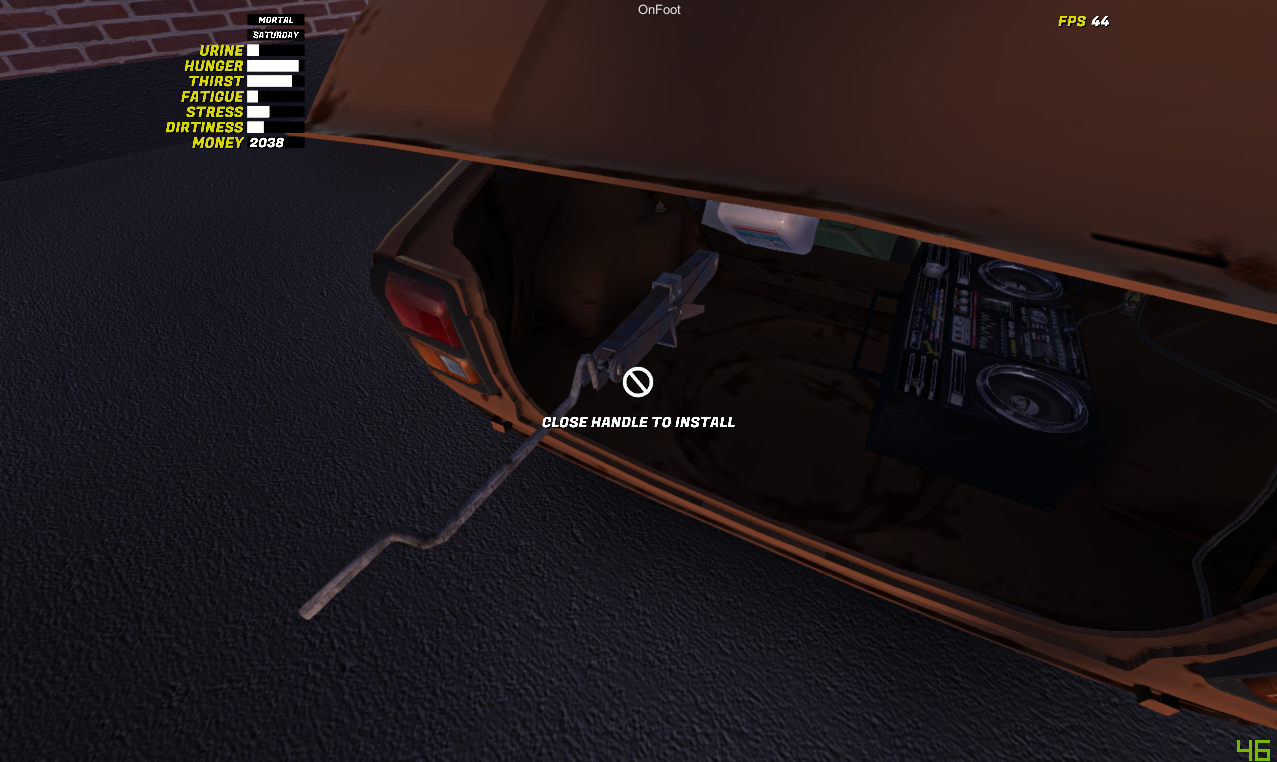 OnFoot
MORTAL
FPS 44
SATURDAY
URINE
HUNGER
THIRST
FATIGUE
STRESS
DIRTINESS
MONEY 2038
CLOSE HANDLE TO INSTALL
46